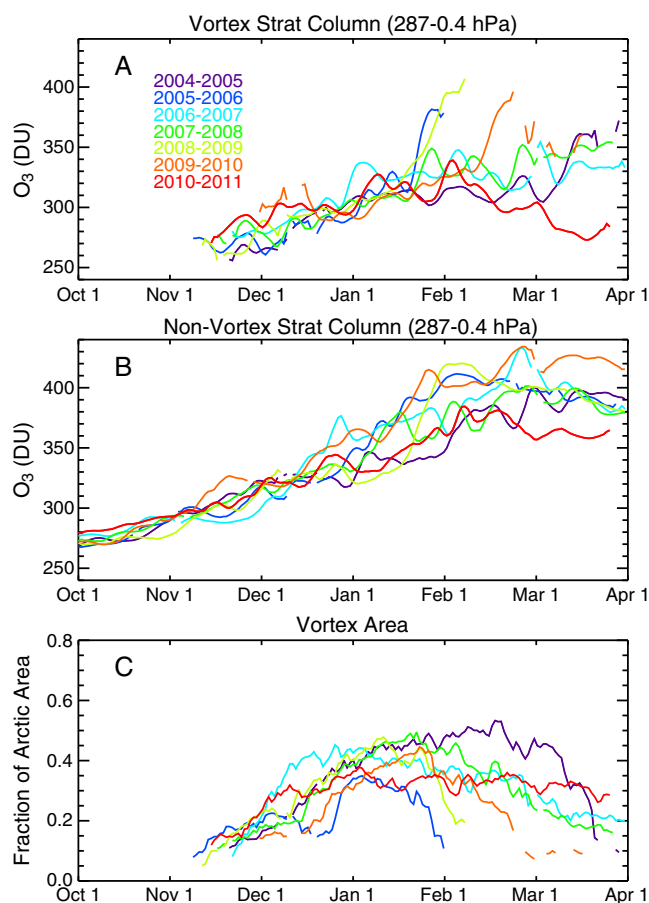 Vortex Strat Column (287-0.4 hPa)
A
2004-2005
2005-2006
2006-2007
2007-2008
2008-2009
2009-2010
2010-2011
O3 (DU)
400
350
300
250
Oct 1 Nov 1 Dec 1 Jan 1 Feb 1 Mar 1 Apr 1
Non-Vortex Strat Column (287-0.4 hPa)
B
O3 (DU)
400
350
300
250
Oct 1 Nov 1 Dec 1 Jan 1 Feb 1 Mar 1 Apr 1
Vortex Area
C
Fraction of Arctic Area
0.8
0.6
0.4
0.2
0.0
Oct 1 Nov 1 Dec 1 Jan 1 Feb 1 Mar 1 Apr 1